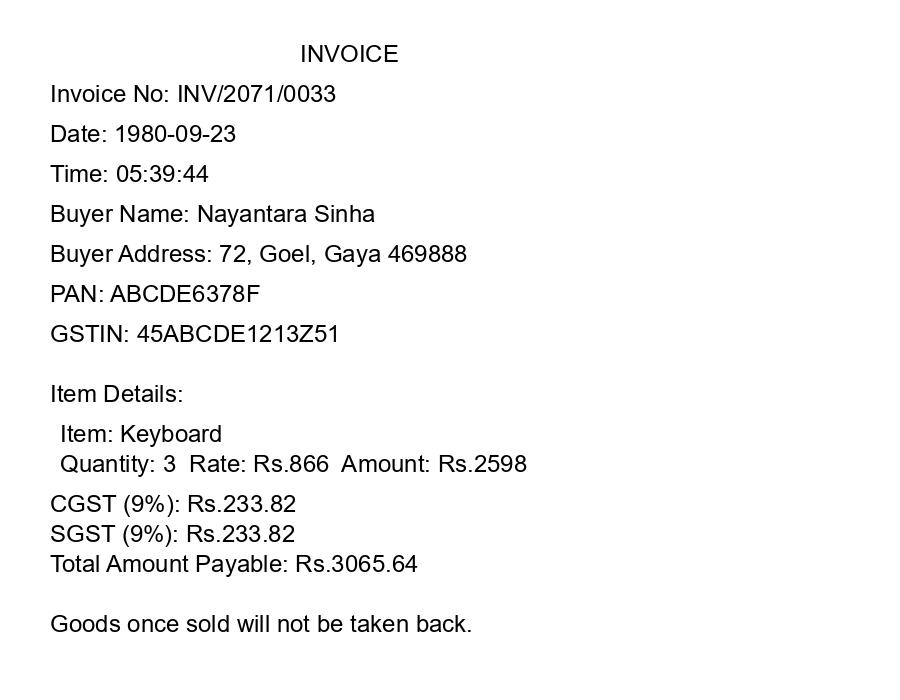 INVOICE
Invoice No: INV/2071/0033
Date: 1980-09-23
Time: 05:39:44
Buyer Name: Nayantara Sinha
Buyer Address: 72, Goel, Gaya 469888
PAN: ABCDE6378F
GSTIN: 45ABCDE1213Z51
Item Details:
Item: Keyboard
Quantity: 3  Rate: Rs.866  Amount: Rs.2598
CGST (9%): Rs.233.82
SGST (9%): Rs.233.82
Total Amount Payable: Rs.3065.64
Goods once sold will not be taken back.